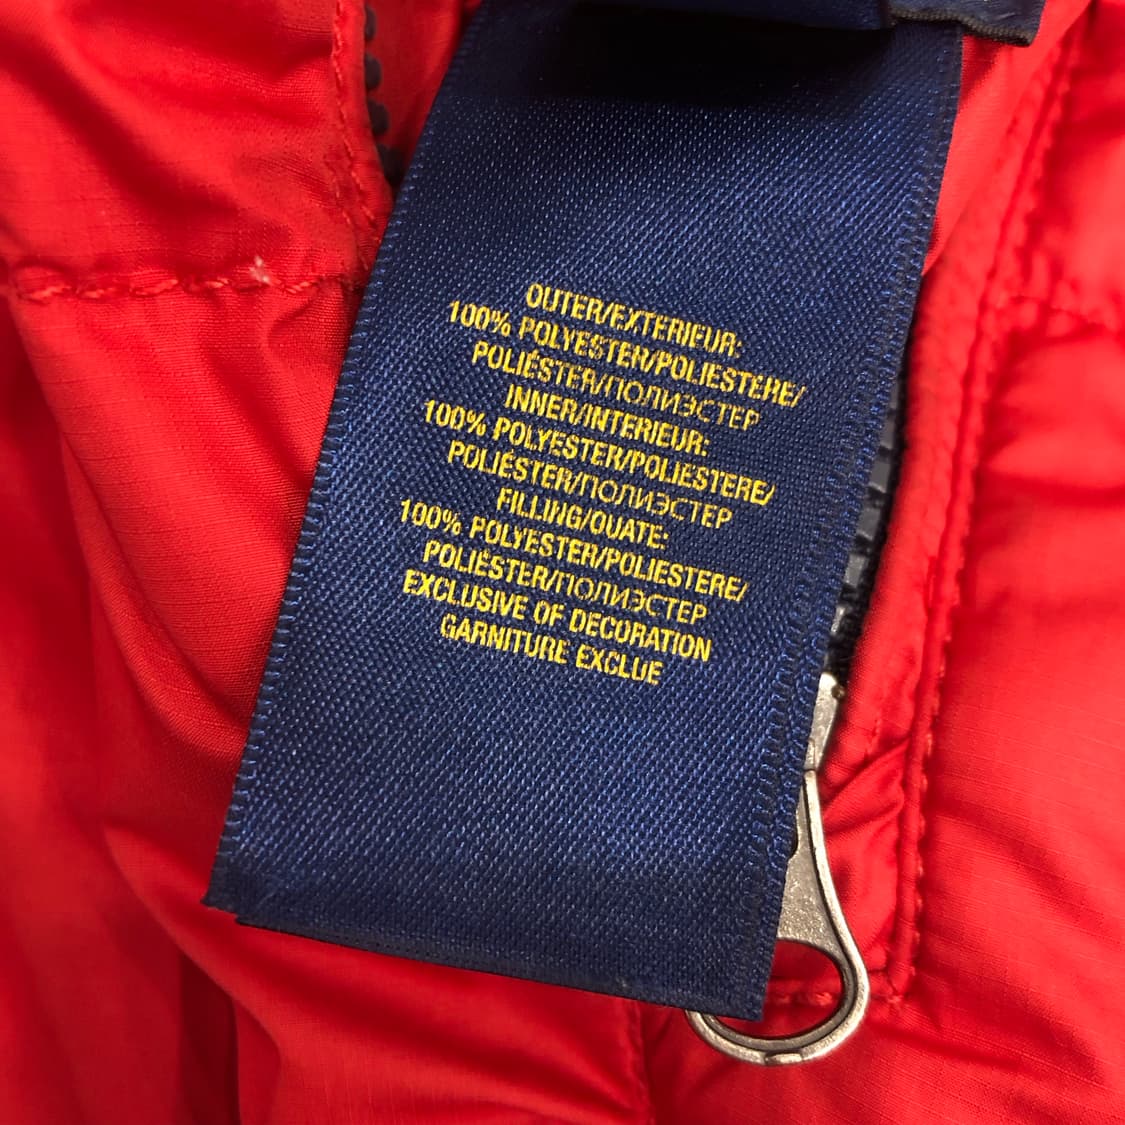 OUTER/EXTERIEUR:
100% POLYESTER/POLIESTERE/
POLIÉSTER/ПОЛИЭСТЕР
INNER/INTERIEUR:
100% POLYESTER/POLIESTERE/
POLIÉSTER/ПОЛИЭСТЕР
FILLING/OUATE:
100% POLYESTER/POLIESTERE/
POLIÉSTER/ПОЛИЭСТЕР
EXCLUSIVE OF DECORATION
GARNITURE EXCLUE